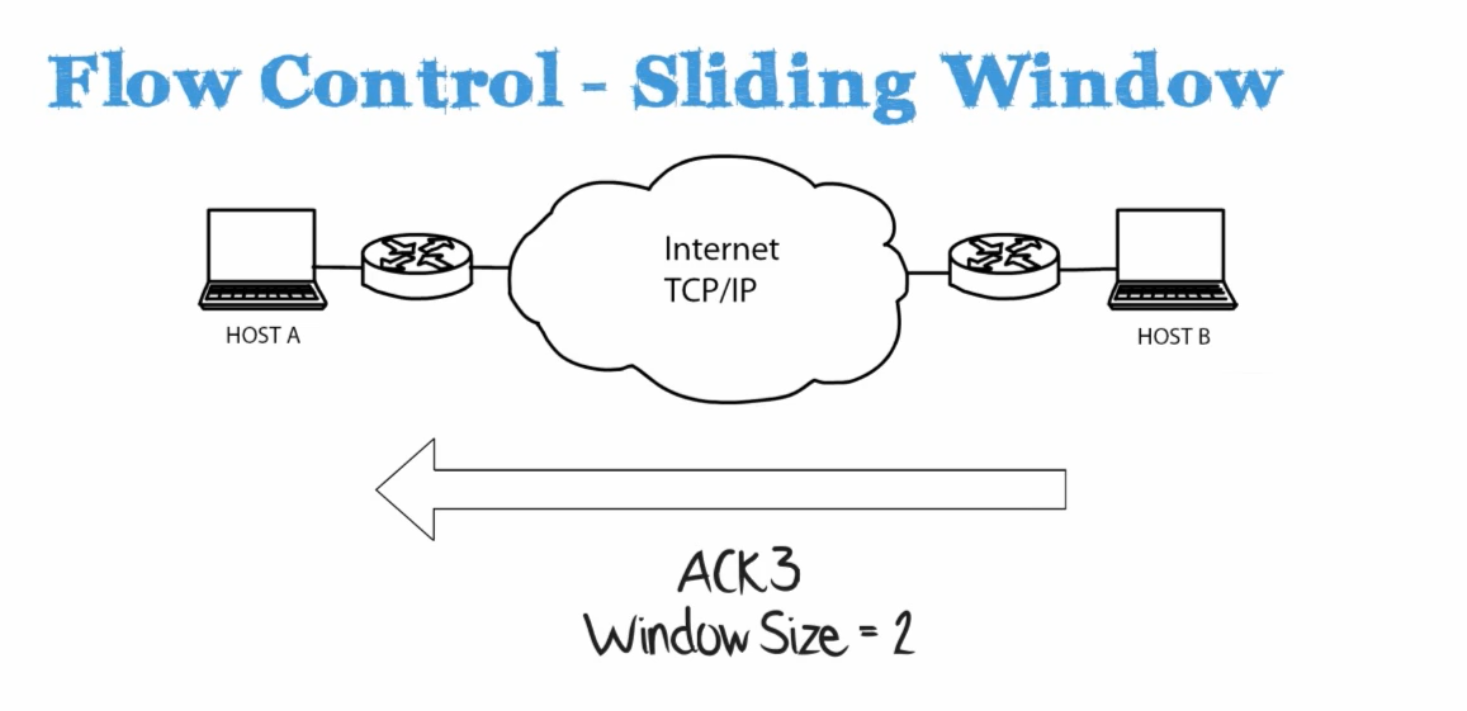 Flow Control - Sliding Window
Internet
TCP/IP
HOST A
HOST B
ACK3
Window Size = 2